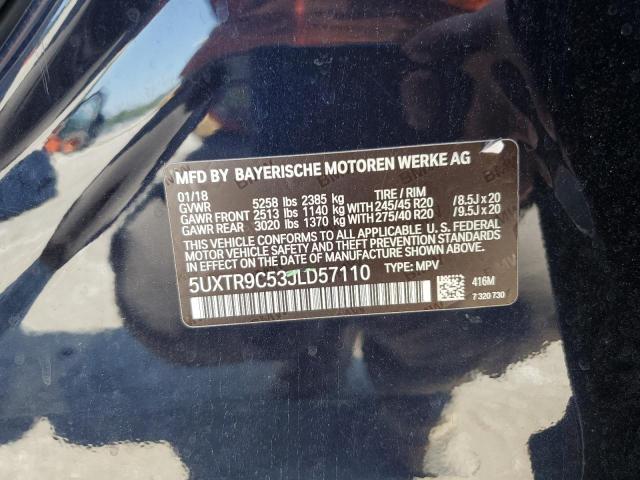 MFD BY BAYERISCHE MOTOREN WERKE AG
01/18
GVWR 5258 lbs 2385 kg TIRE / RIM
GAWR FRONT 2513 lbs 1140 kg WITH 245/45 R20 /8.5J x 20
GAWR REAR 3020 lbs 1370 kg WITH 275/40 R20 /9.5J x 20
THIS VEHICLE CONFORMS TO ALL APPLICABLE U. S. FEDERAL
MOTOR VEHICLE SAFETY AND THEFT PREVENTION STANDARDS
IN EFFECT ON THE DATE OF MANUFACTURE SHOWN ABOVE.
5UXTR9C53JLD57110 TYPE: MPV
416M
7 320 730